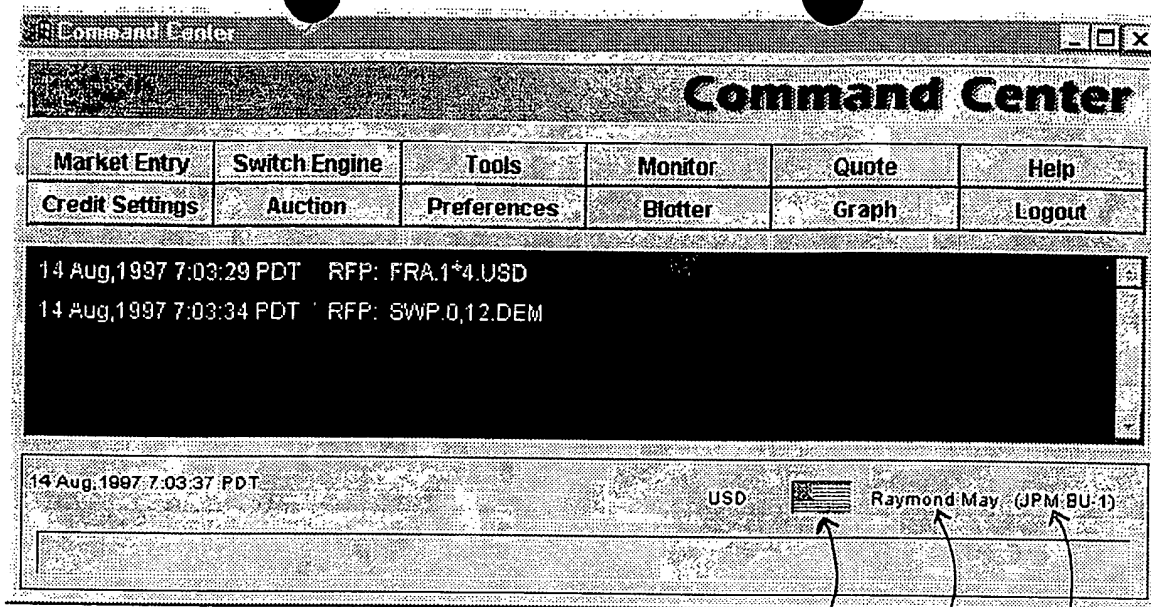 Command Center
Command Center
Market Entry Switch Engine Tools Monitor Quote Help
Credit Settings Auction Preferences Blotter Graph Logout
14 Aug,1997 7:03:29 PDT RFP: FRA.1*4.USD
14 Aug,1997 7:03:34 PDT RFP: SWP.0,12.DEM
14 Aug,1997 7:03:37 PDT USD Raymond May (JPM-BU-1)